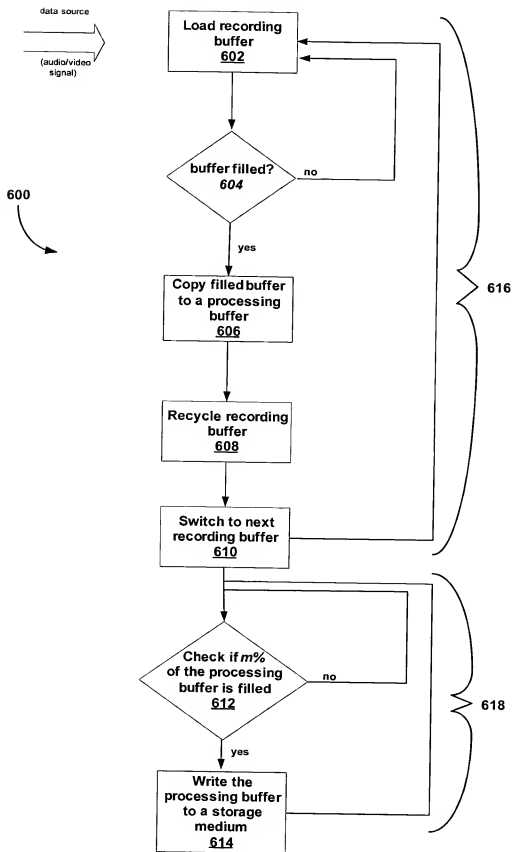 data source
(audio/video
signal)
Load recording
buffer
602
buffer filled?
604
no
600
yes
Copy filled buffer
to a processing
buffer
606
616
Recycle recording
buffer
608
Switch to next
recording buffer
610
Check if m%
of the processing
buffer is filled
612
no
618
yes
Write the
processing buffer
to a storage
medium
614